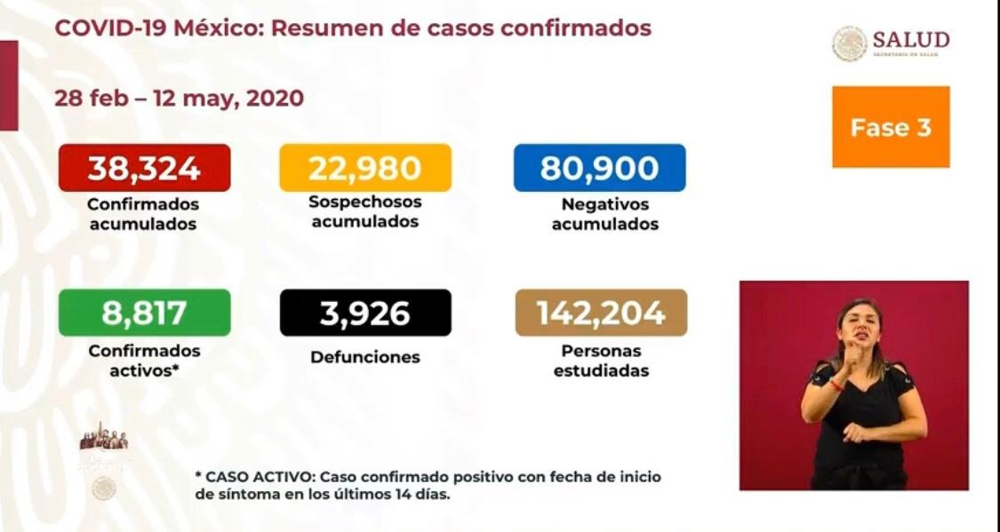 COVID-19 México: Resumen de casos confirmados
SALUD
SECRETARÍA DE SALUD
28 feb – 12 may, 2020
Fase 3
38,324
Confirmados
acumulados
22,980
Sospechosos
acumulados
80,900
Negativos
acumulados
8,817
Confirmados
activos*
3,926
Defunciones
142,204
Personas
estudiadas
* CASO ACTIVO: Caso confirmado positivo con fecha de inicio
de síntoma en los últimos 14 días.